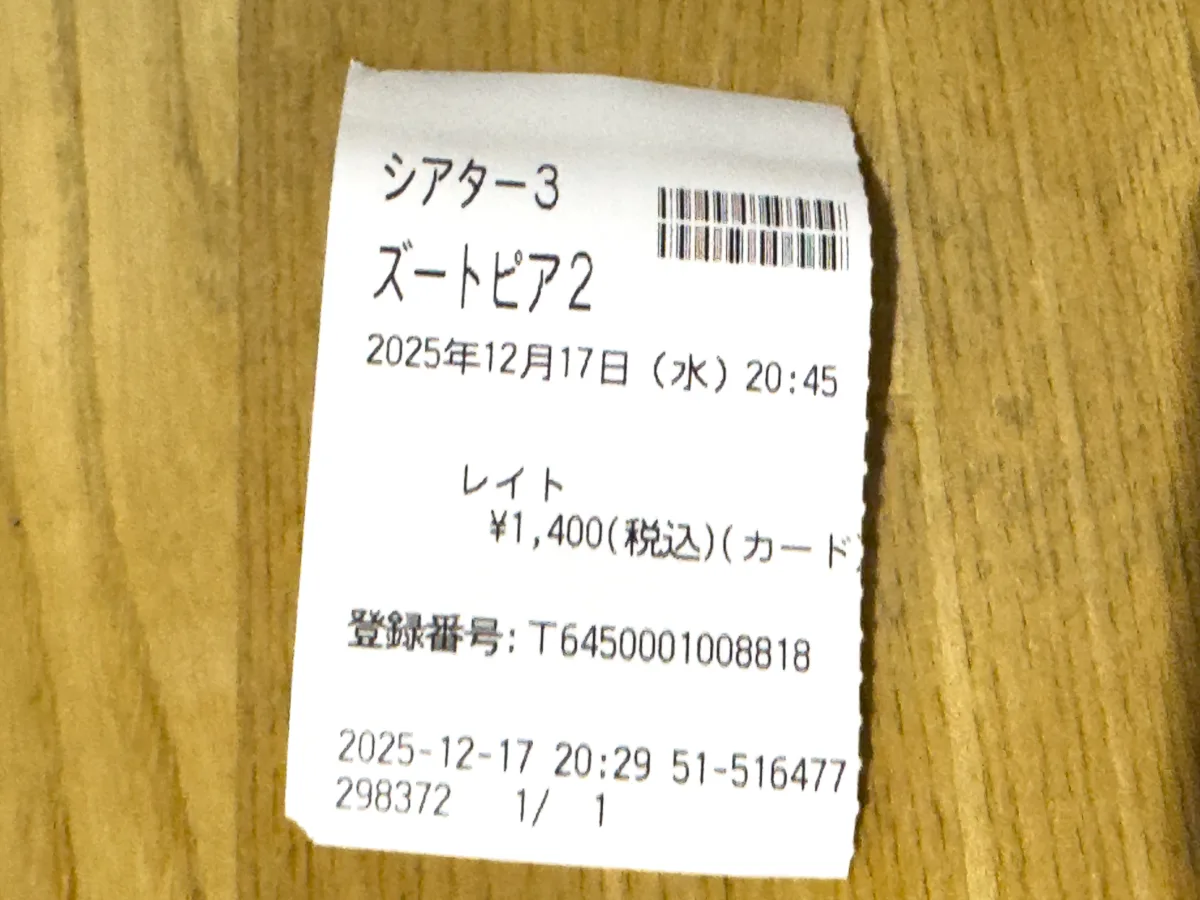 シアター3
ズートピア2
2025年12月17日（水）20:45
レイト
¥1,400(税込)(カード)
登録番号:T6450001008818
2025-12-17 20:29 51-516477
298372 1/ 1